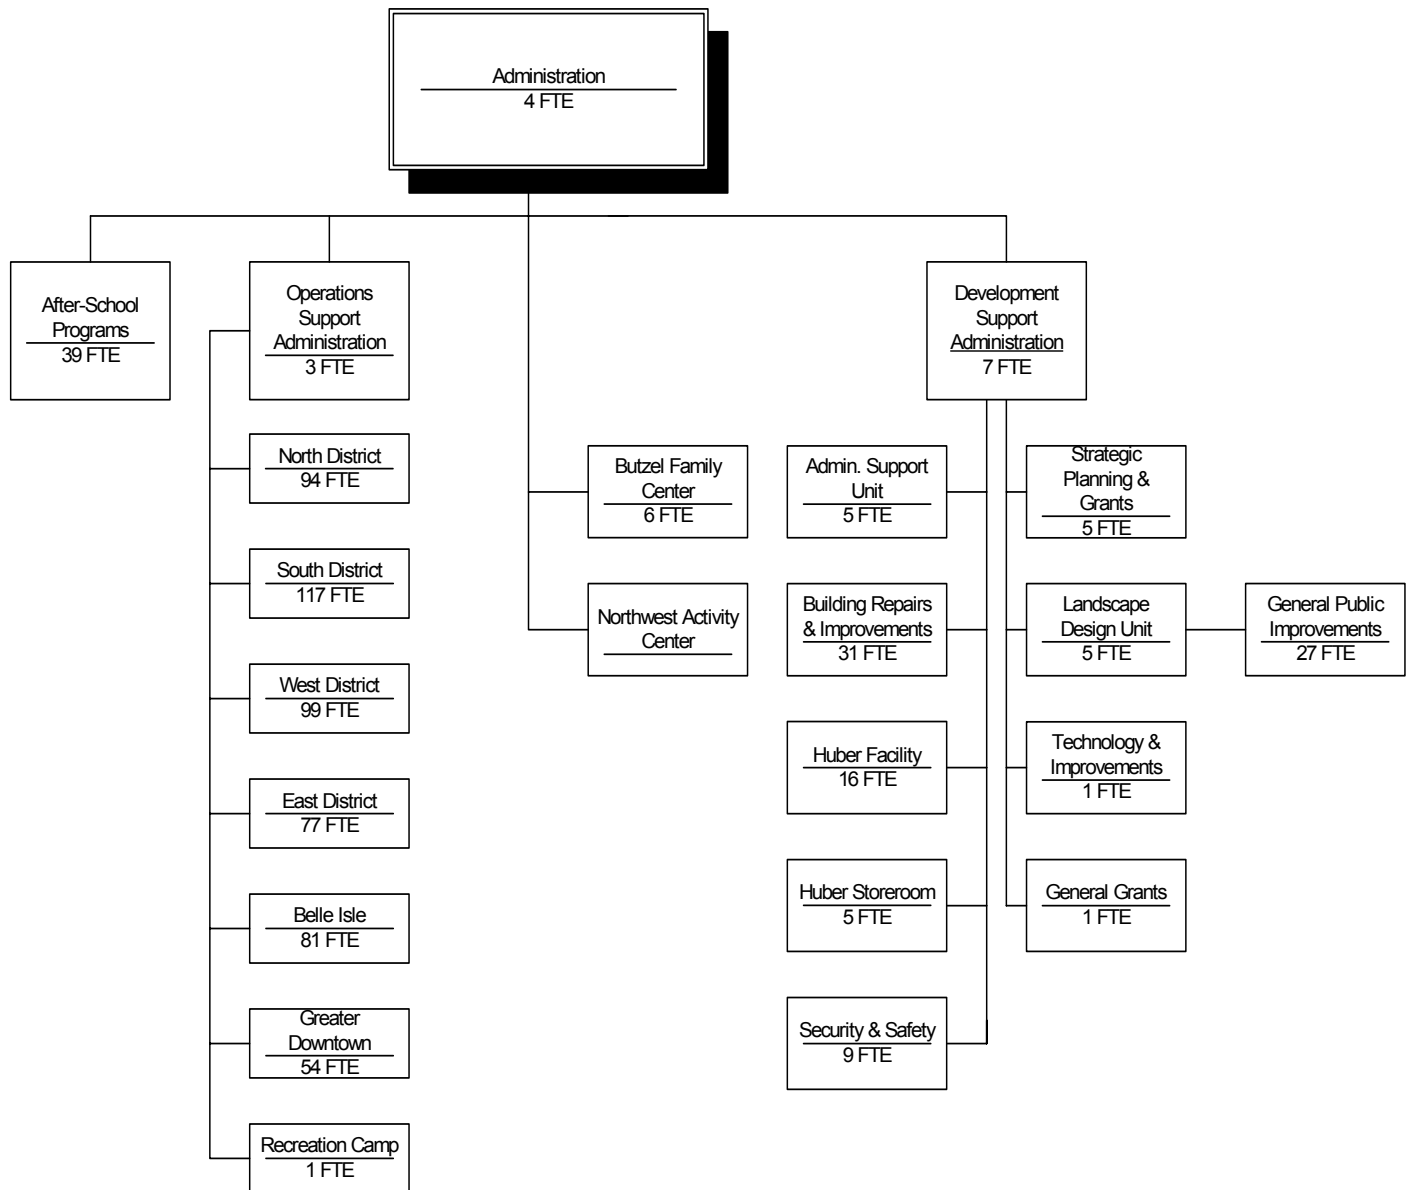 Administration
4 FTE
After-School
Programs
39 FTE
Operations
Support
Administration
3 FTE
North District
94 FTE
South District
117 FTE
West District
99 FTE
East District
77 FTE
Belle Isle
81 FTE
Greater
Downtown
54 FTE
Recreation Camp
1 FTE
Butzel Family
Center
6 FTE
Northwest Activity
Center
Development
Support
Administration
7 FTE
Admin. Support
Unit
5 FTE
Building Repairs
& Improvements
31 FTE
Huber Facility
16 FTE
Huber Storeroom
5 FTE
Security & Safety
9 FTE
Strategic
Planning &
Grants
5 FTE
Landscape
Design Unit
5 FTE
General Public
Improvements
27 FTE
Technology &
Improvements
1 FTE
General Grants
1 FTE